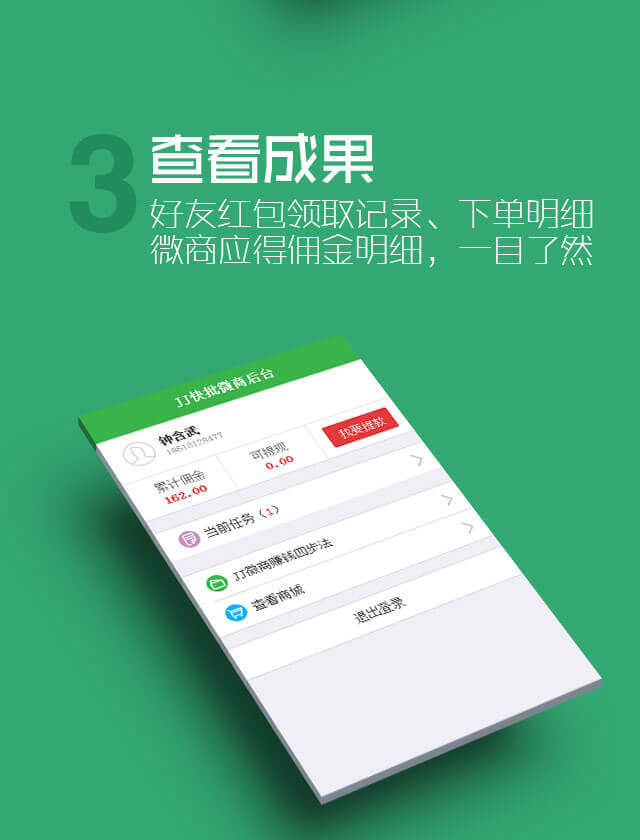 3
查看成果
好友红包领取记录、下单明细
微商应得佣金明细，一目了然
JJ快批微商后台
钟含武
18618128477
累计佣金
162.00
可提现
0.00
我要提款
当前任务（1）
JJ微商赚钱四步法
查看商城
退出登录